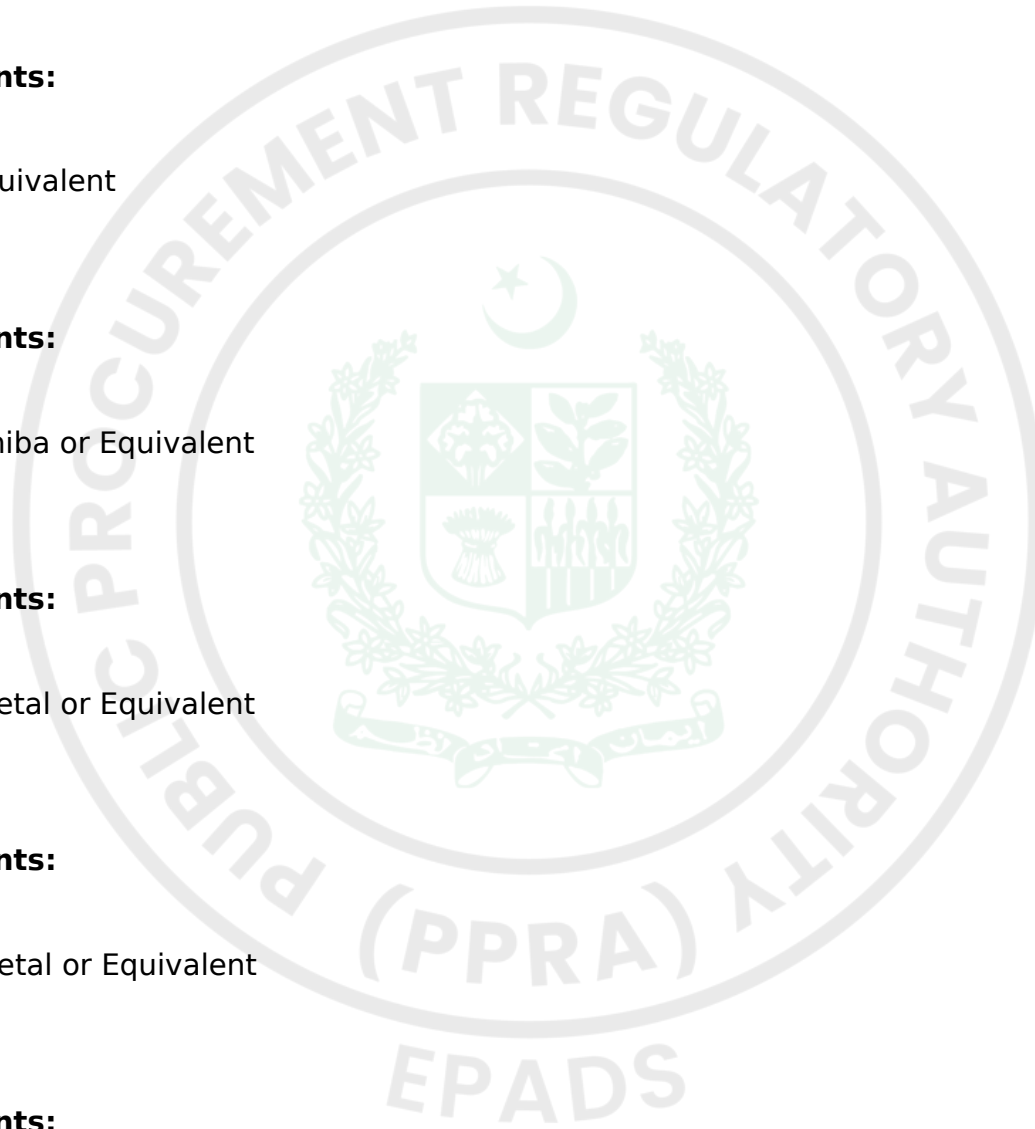 nts:
uivalent
nts:
hiba or Equivalent
nts:
etal or Equivalent
nts:
etal or Equivalent
nts:
PUBLIC PROCUREMENT REGULATORY AUTHORITY
(PPRA)
EPADS